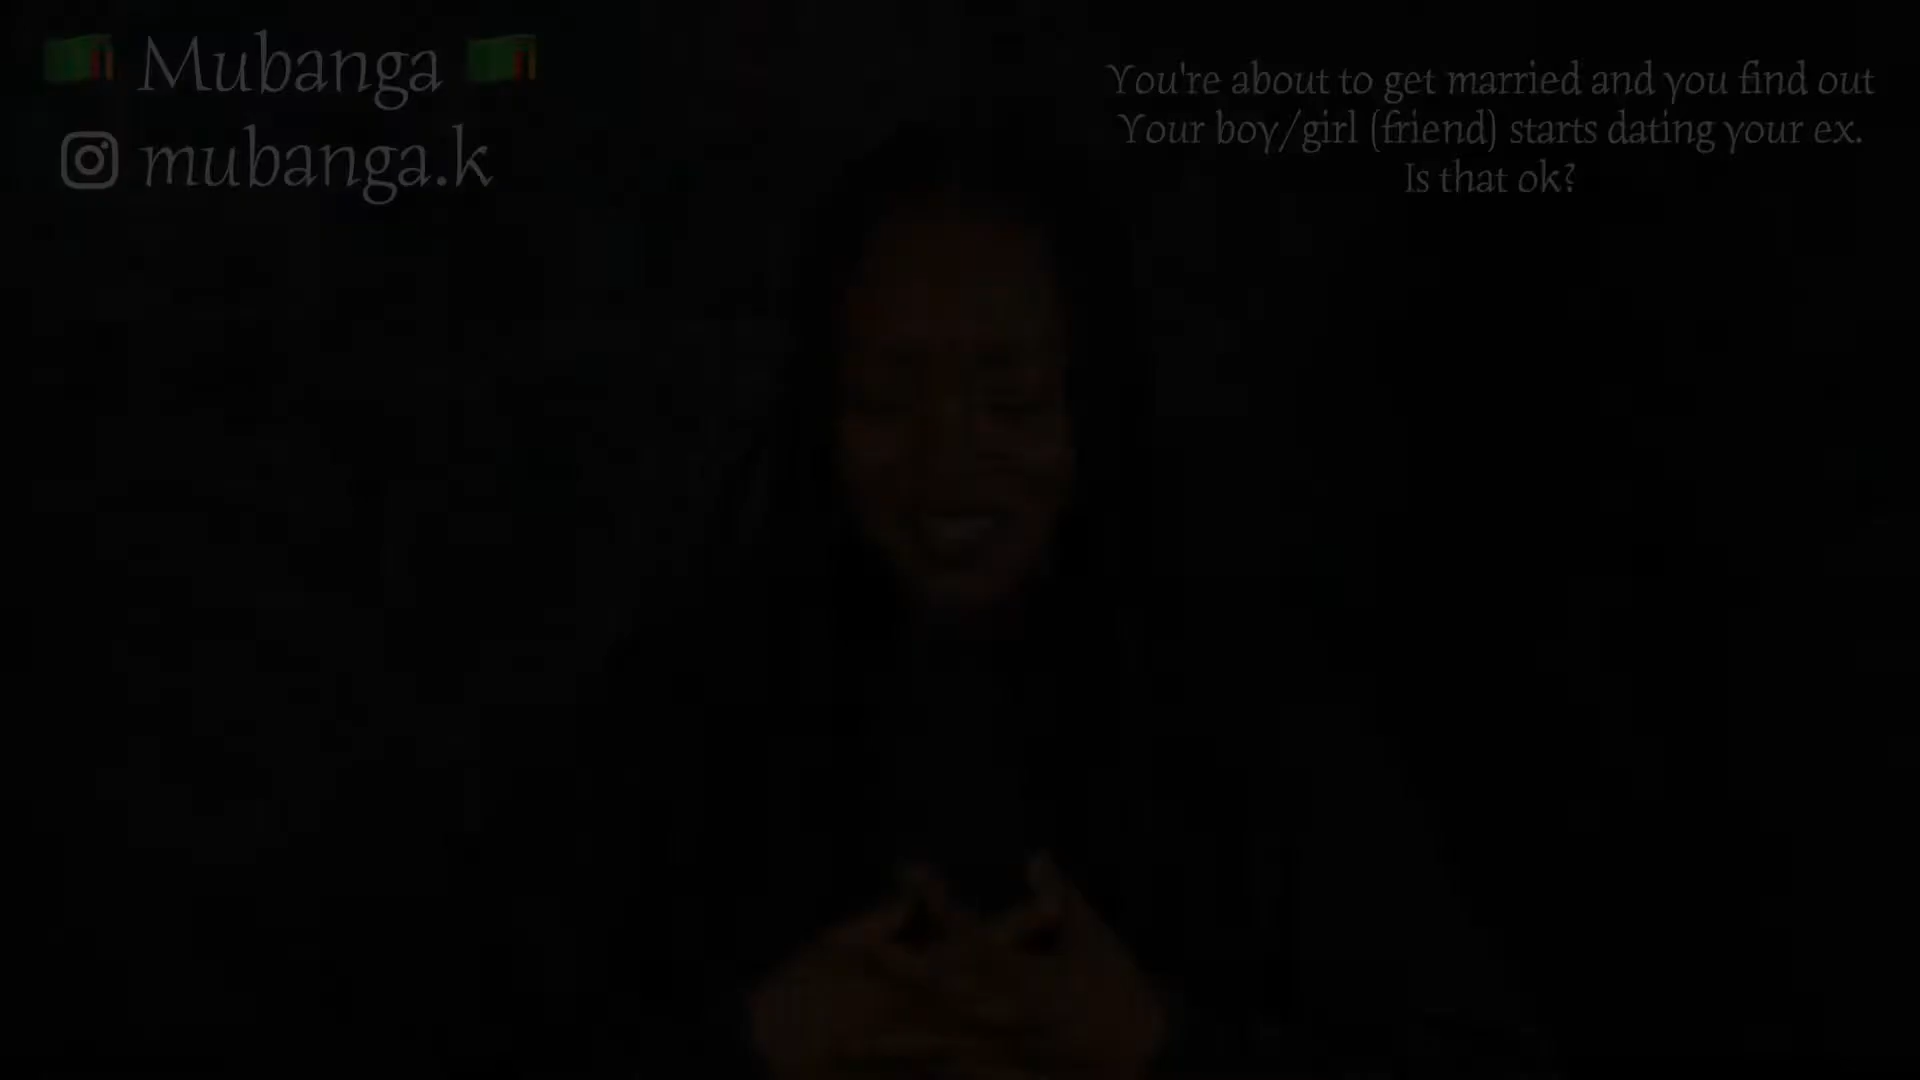 Mubanga
mubanga.k
You're about to get married and you find out
Your boy/girl (friend) starts dating your ex.
Is that ok?